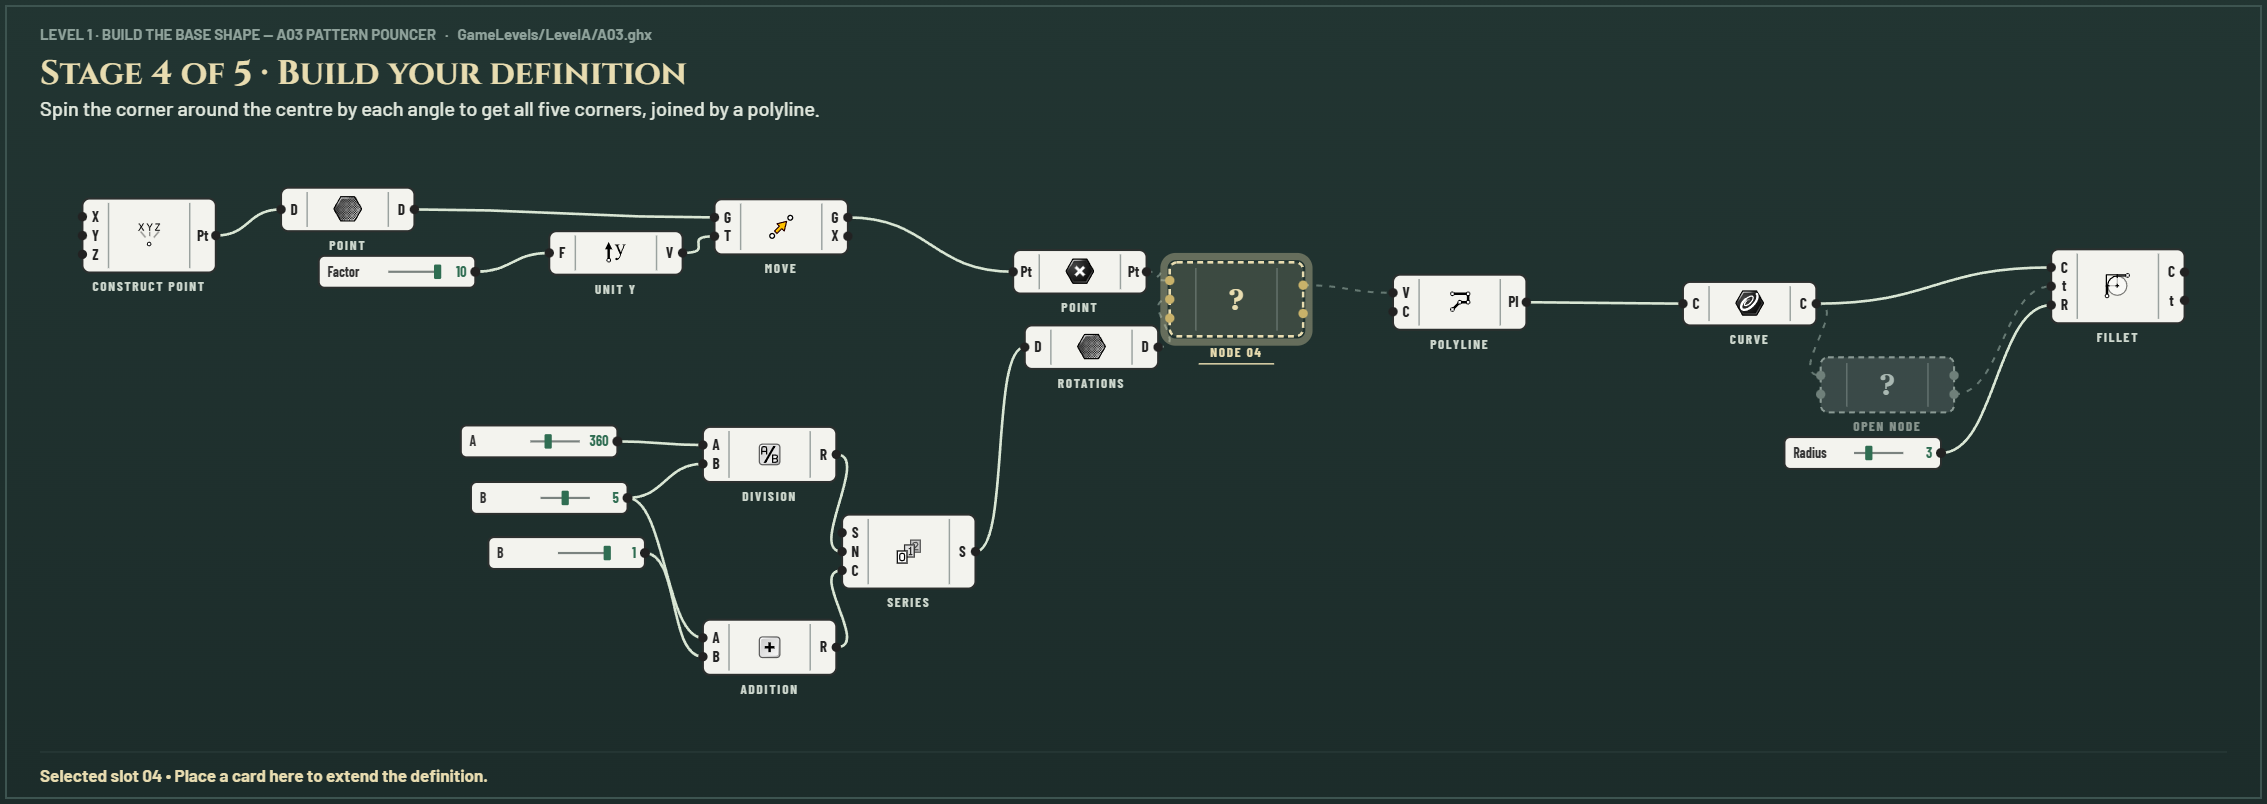 LEVEL 1 · BUILD THE BASE SHAPE — A03 PATTERN POUNCER · GameLevels/LevelA/A03.ghx
STAGE 4 OF 5 · BUILD YOUR DEFINITION
Spin the corner around the centre by each angle to get all five corners, joined by a polyline.
X
Y
Z
XYZ
Pt
CONSTRUCT POINT
D
D
POINT
Factor 10
F
y
V
UNIT Y
G
T
G
X
MOVE
Pt
Pt
POINT
D
D
ROTATIONS
?
NODE 04
V
C
Pl
POLYLINE
C
C
CURVE
?
OPEN NODE
Radius 3
C
t
R
C
t
FILLET
A 360
B 5
B 1
A
B
A/B
R
DIVISION
S
N
C
0 1 2
S
SERIES
A
B
+
R
ADDITION
Selected slot 04 • Place a card here to extend the definition.